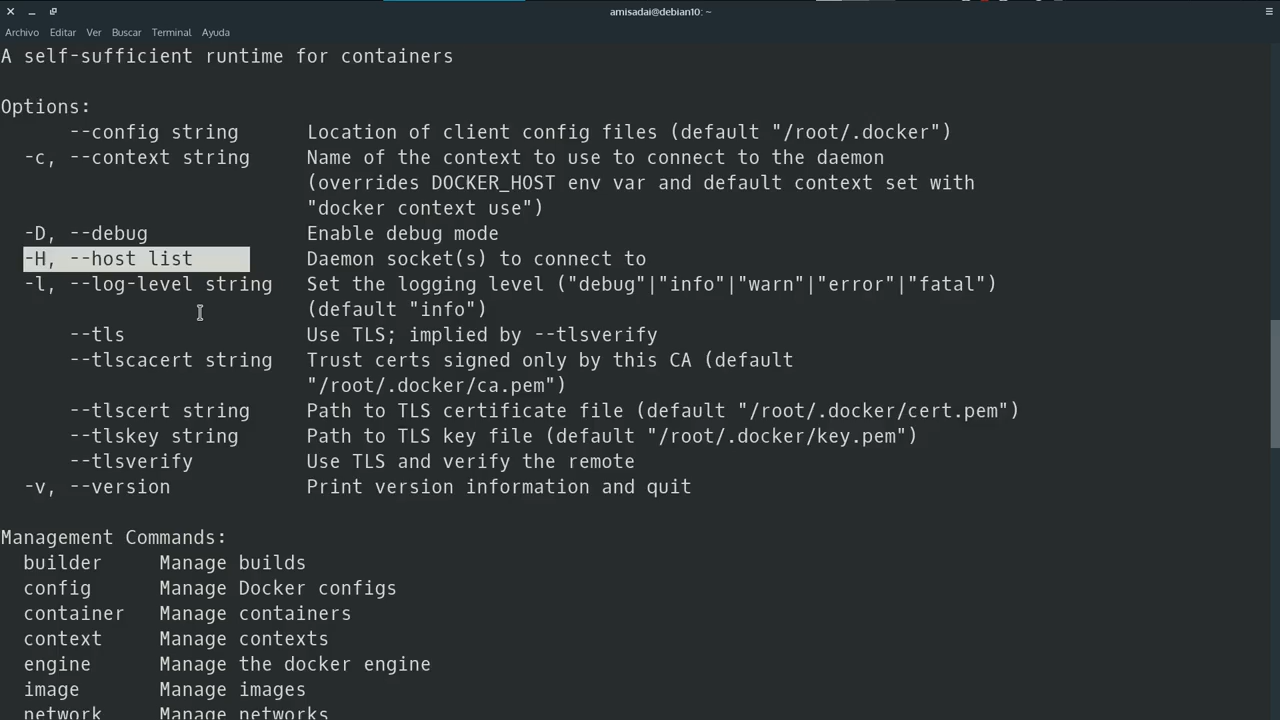 amisadai@debian10: ~
Archivo Editar Ver Buscar Terminal Ayuda
A self-sufficient runtime for containers
Options:
--config string Location of client config files (default "/root/.docker")
-c, --context string Name of the context to use to connect to the daemon
(overrides DOCKER_HOST env var and default context set with
"docker context use")
-D, --debug Enable debug mode
-H, --host list Daemon socket(s) to connect to
-l, --log-level string Set the logging level ("debug"|"info"|"warn"|"error"|"fatal")
(default "info")
--tls Use TLS; implied by --tlsverify
--tlscacert string Trust certs signed only by this CA (default
"/root/.docker/ca.pem")
--tlscert string Path to TLS certificate file (default "/root/.docker/cert.pem")
--tlskey string Path to TLS key file (default "/root/.docker/key.pem")
--tlsverify Use TLS and verify the remote
-v, --version Print version information and quit
Management Commands:
builder Manage builds
config Manage Docker configs
container Manage containers
context Manage contexts
engine Manage the docker engine
image Manage images
network Manage networks